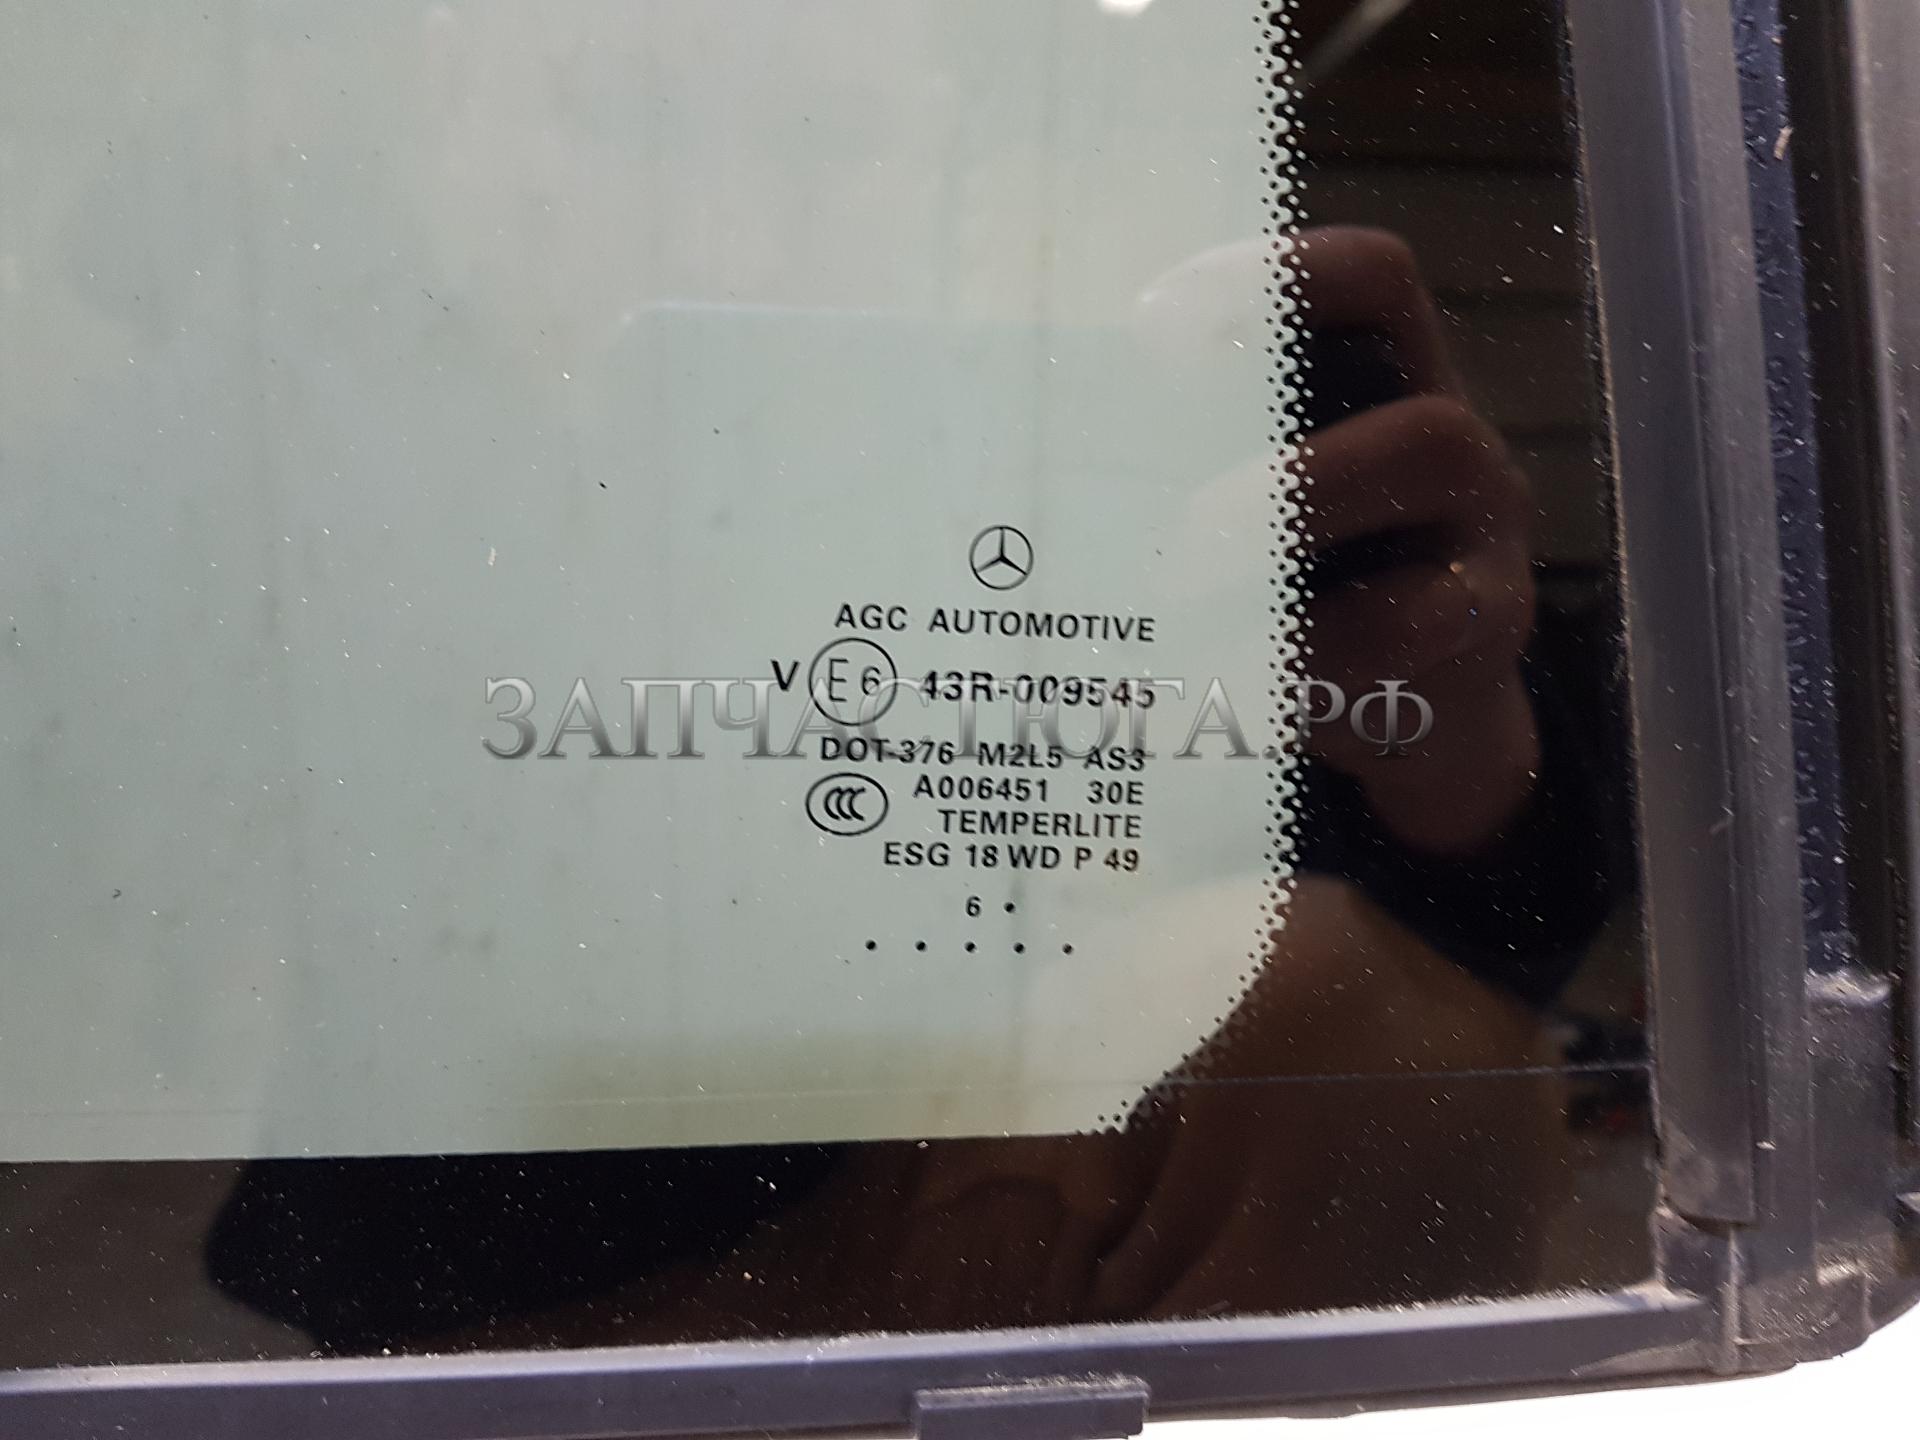 AGC AUTOMOTIVE
V E6 43R-009545
ЗАПЧАСТЮГА.РФ
DOT-376 M2L5 AS3
CCC A006451 30E
TEMPERLITE
ESG 18 WD P 49
6 •
• • • • •